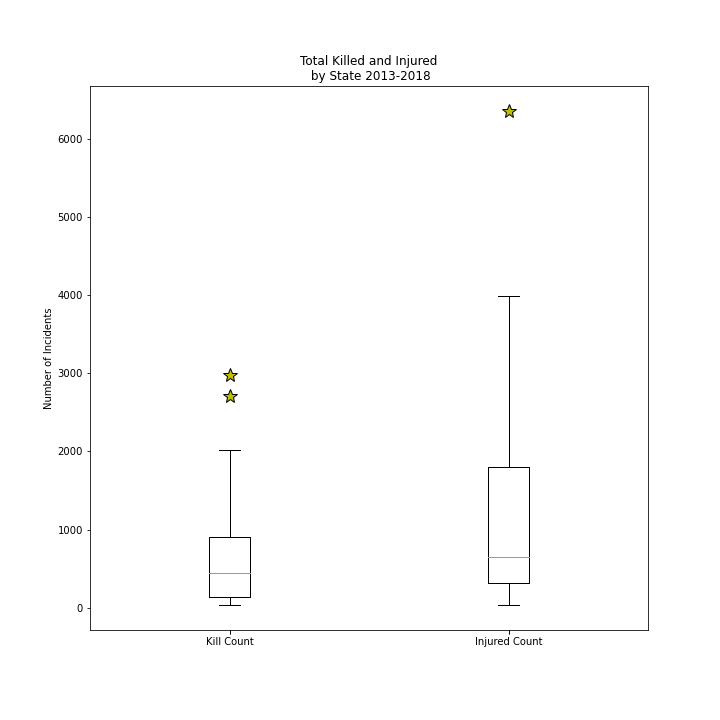 Total Killed and Injured
by State 2013-2018
Number of Incidents
6000
5000
4000
3000
2000
1000
0
Kill Count
Injured Count